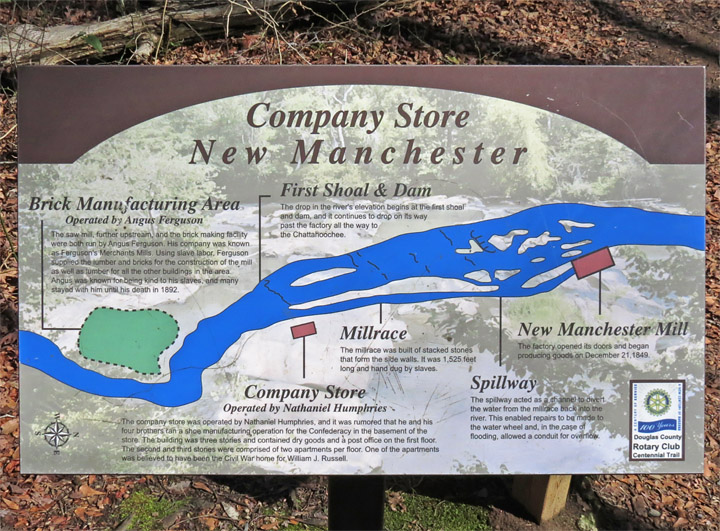 Company Store
New Manchester
Brick Manufacturing Area
Operated by Angus Ferguson
The saw mill, further upstream, and the brick making facility
were both run by Angus Ferguson. His company was known
as Ferguson's Merchants Mills. Using slave labor, Ferguson
supplied the lumber and bricks for the construction of the mill
as well as lumber for all the other buildings in the area.
Angus was known for being kind to his slaves, and many
stayed with him until his death in 1892.
First Shoal & Dam
The drop in the river's elevation begins at the first shoal
and dam, and it continues to drop on its way
past the factory all the way to
the Chattahoochee.
Millrace
The millrace was built of stacked stones
that form the side walls. It was 1,525 feet
long and hand dug by slaves.
New Manchester Mill
The factory opened its doors and began
producing goods on December 21,1849.
Company Store
Operated by Nathaniel Humphries
The company store was operated by Nathaniel Humphries, and it was rumored that he and his
four brothers ran a shoe manufacturing operation for the Confederacy in the basement of the
store. The building was three stories and contained dry goods and a post office on the first floor.
The second and third stories were comprised of two apartments per floor. One of the apartments
was believed to have been the Civil War home for William J. Russell.
Spillway
The spillway acted as a channel to divert
the water from the millrace back into the
river. This enabled repairs to be made to
the water wheel and, in the case of
flooding, allowed a conduit for overflow.
100 Years
Douglas County
Rotary Club
Centennial Trail